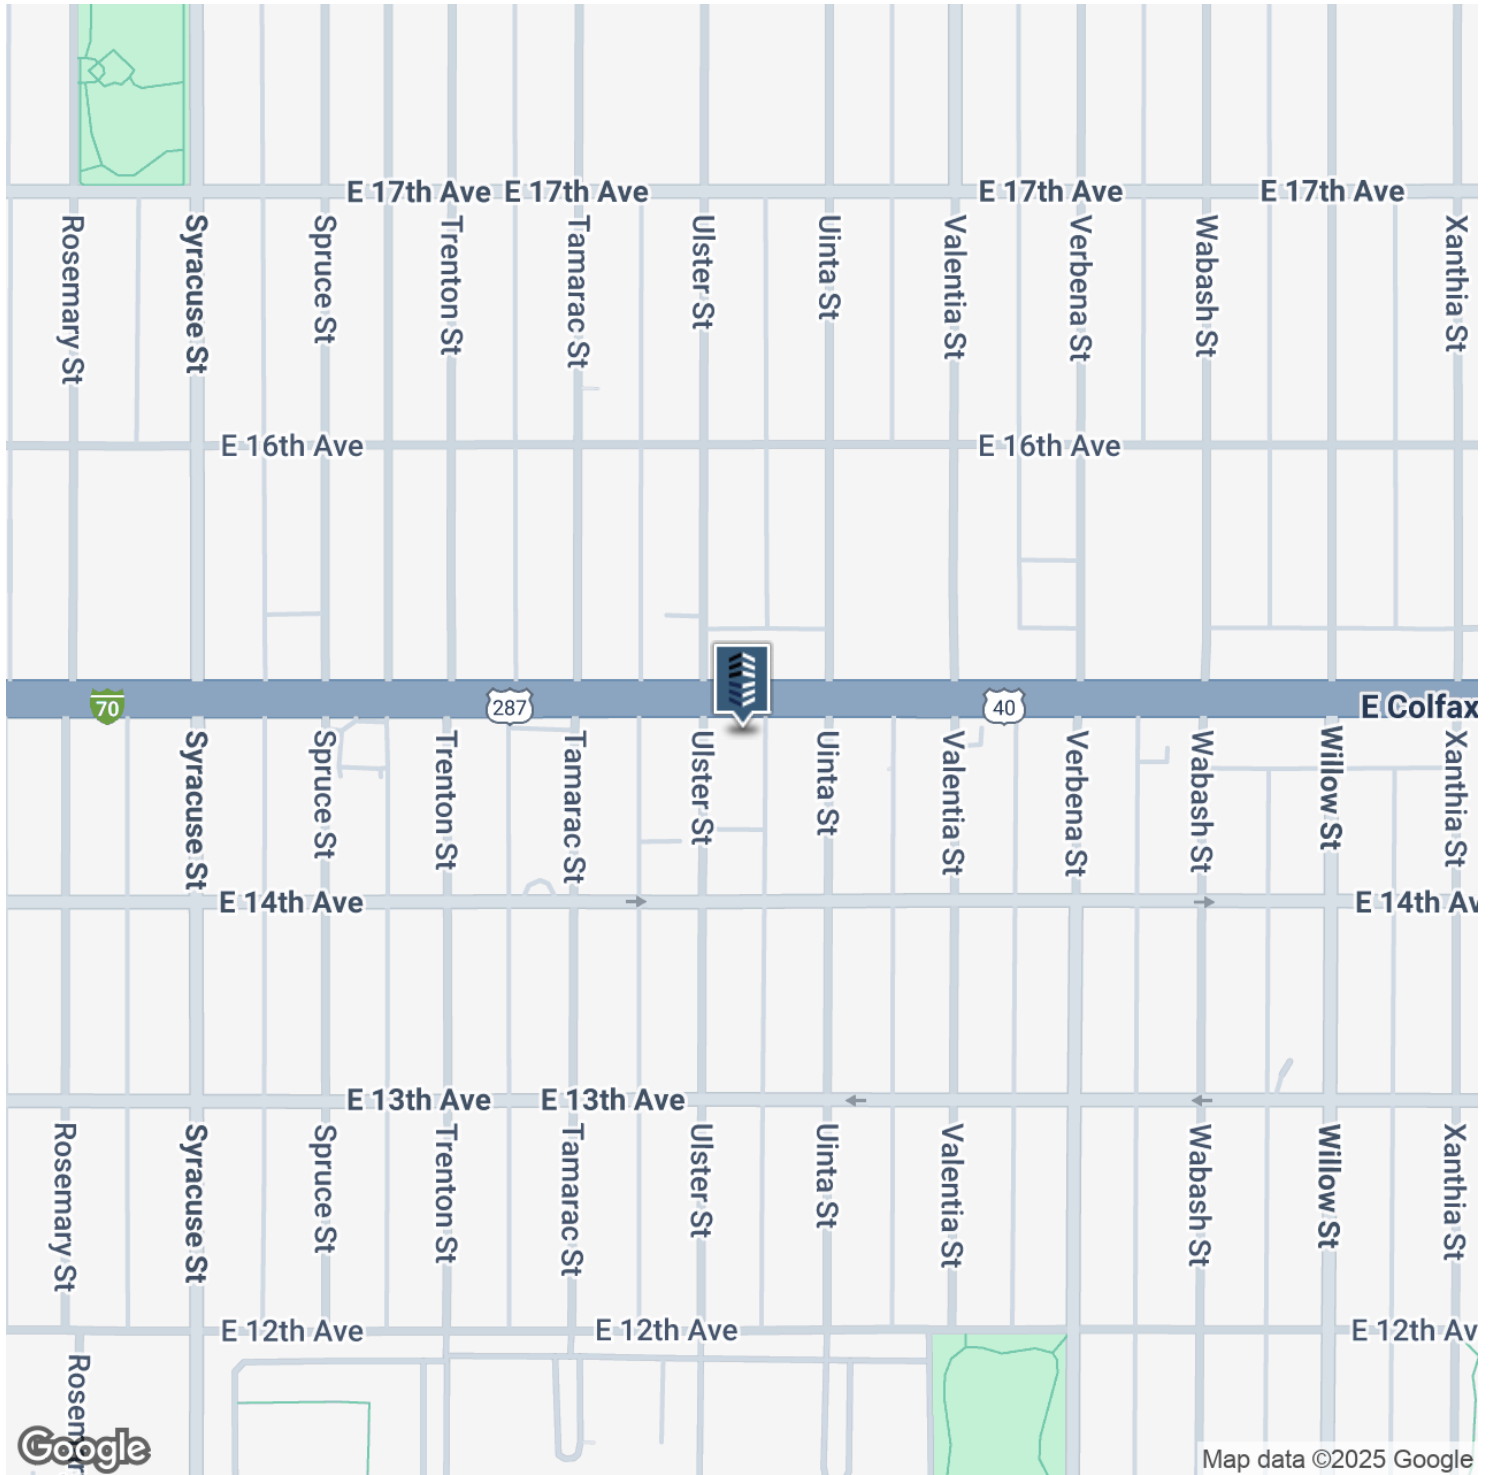 E 17th Ave
E 17th Ave
E 17th Ave
E 17th Ave
Rosemary St
Syracuse St
Spruce St
Trenton St
Tamarac St
Ulster St
Uinta St
Valentia St
Verbena St
Wabash St
Xanthia St
E 16th Ave
E 16th Ave
70
287
40
E Colfax
Syracuse St
Spruce St
Trenton St
Tamarac St
Ulster St
Uinta St
Valentia St
Verbena St
Wabash St
Willow St
Xanthia St
E 14th Ave
E 14th Av
E 13th Ave
E 13th Ave
Rosemary St
Syracuse St
Spruce St
Trenton St
Tamarac St
Ulster St
Uinta St
Valentia St
Wabash St
Willow St
Xanthia St
E 12th Ave
E 12th Ave
E 12th Av
Google
Map data ©2025 Google